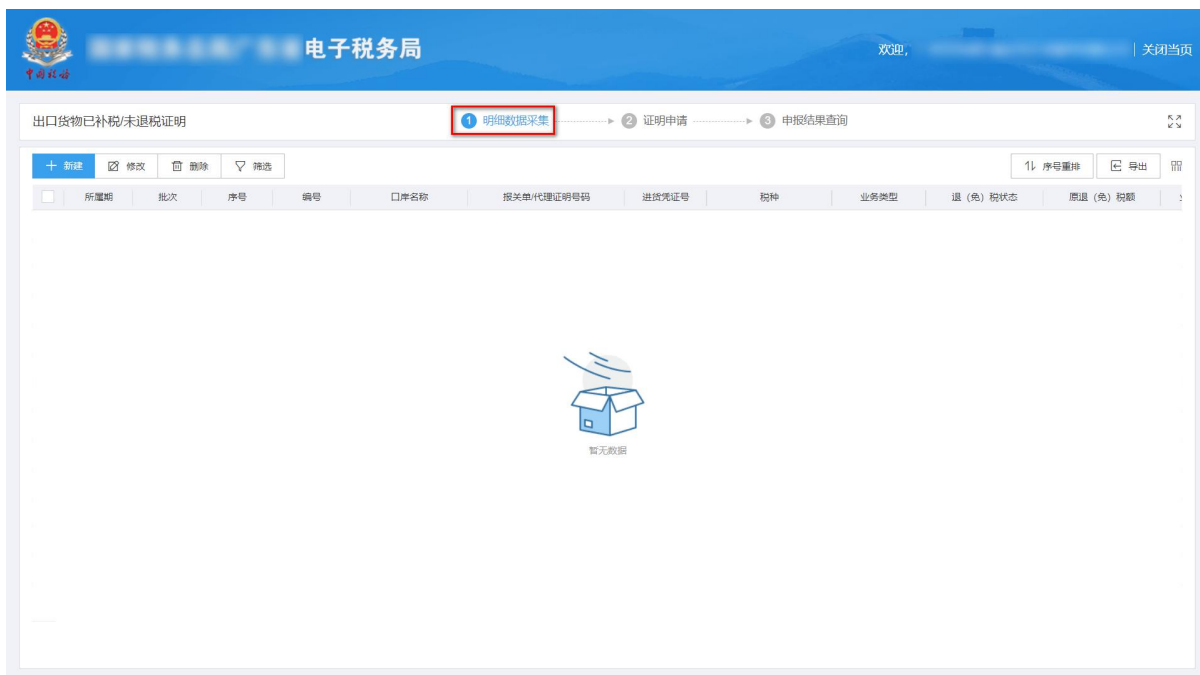 电子税务局
欢迎, | 关闭当页
中国税务
出口货物已补税/未退税证明 1 明细数据采集 2 证明申请 3 申报结果查询
新建 修改 删除 筛选 序号重排 导出
所属期 批次 序号 编号 口岸名称 报关单/代理证明号码 进货凭证号 税种 业务类型 退（免）税状态 原退（免）税额
暂无数据